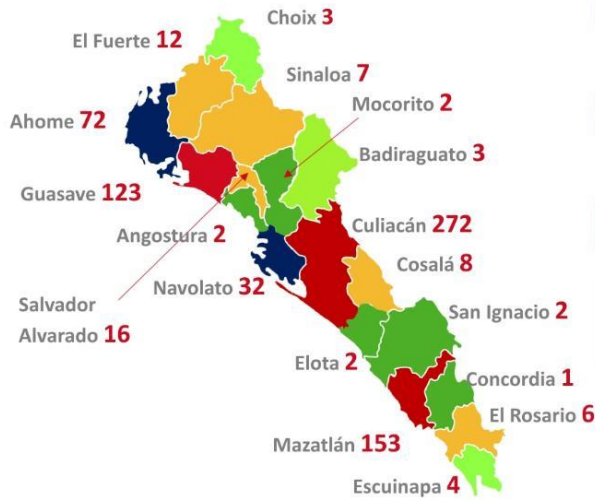 Choix 3
El Fuerte 12
Sinaloa 7
Mocorito 2
Ahome 72
Badiraguato 3
Guasave 123
Culiacán 272
Angostura 2
Cosalá 8
Navolato 32
Salvador
Alvarado 16
San Ignacio 2
Elota 2
Concordia 1
El Rosario 6
Mazatlán 153
Escuinapa 4